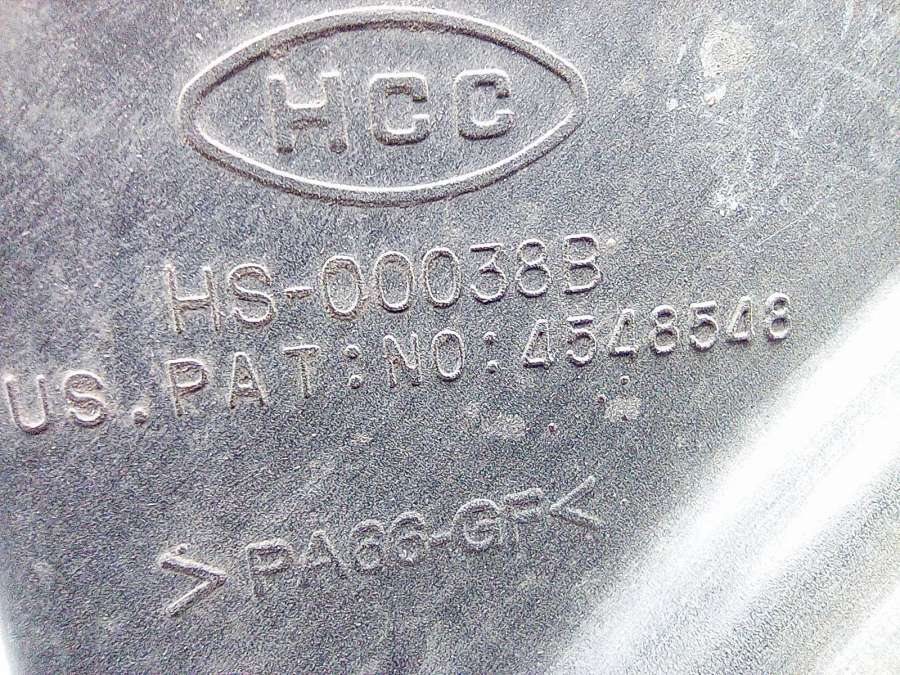 HCC
HS-00038B
US.PAT:NO:4548548
>PA66-GF<